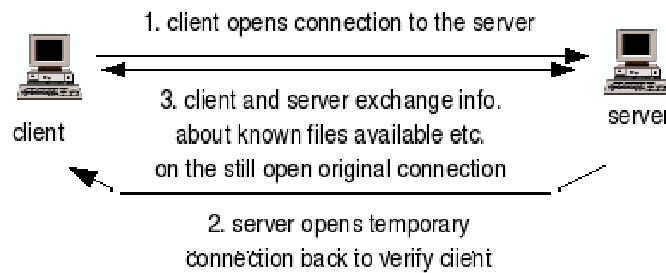 1. client opens connection to the server
3. client and server exchange info.
about known files available etc.
on the still open original connection
client
server
2. server opens temporary
connection back to verify client